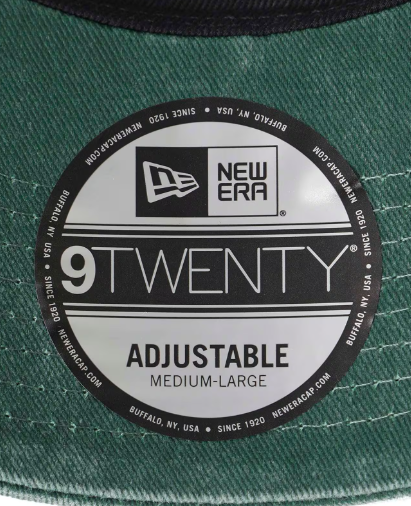 NEW
ERA®
9TWENTY®
ADJUSTABLE
MEDIUM-LARGE
BUFFALO, NY, USA • SINCE 1920 NEWERACAP.COM BUFFALO, NY, USA • SINCE 1920 NEWERACAP.COM BUFFALO, NY, USA • SINCE 1920 NEWERACAP.COM BUFFALO, NY, USA • SINCE 1920 NEWERACAP.COM